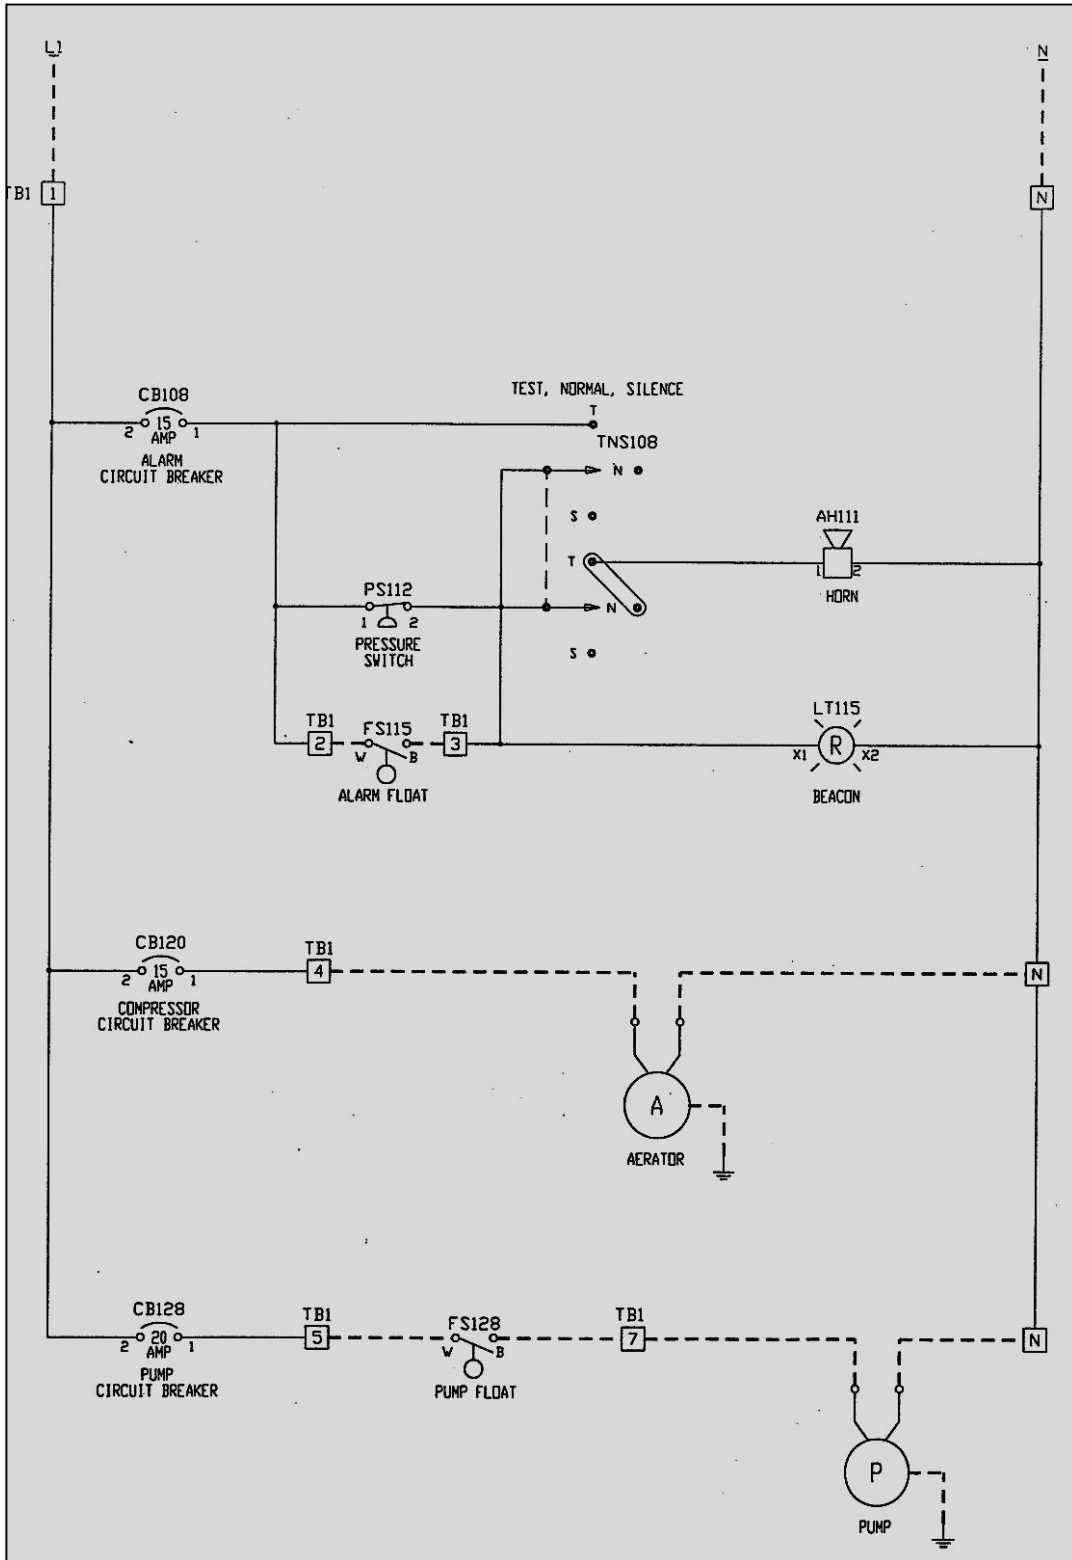 L1 N
TB1 1 N
CB108
2 15 1
AMP
ALARM
CIRCUIT BREAKER
TEST, NORMAL, SILENCE
T
TNS108
N
S
AH111
T
1 2
HORN
PS112
N
1 2
PRESSURE
SWITCH
S
LT115
TB1 FS115 TB1
2 3
R
W B
X1 X2
ALARM FLOAT
BEACON
CB120
TB1
2 15 1 4 N
AMP
COMPRESSOR
CIRCUIT BREAKER
A
AERATOR
CB128 TB1 FS128 TB1
2 20 1 5 7 N
AMP
W B
PUMP
CIRCUIT BREAKER
PUMP FLOAT
P
PUMP